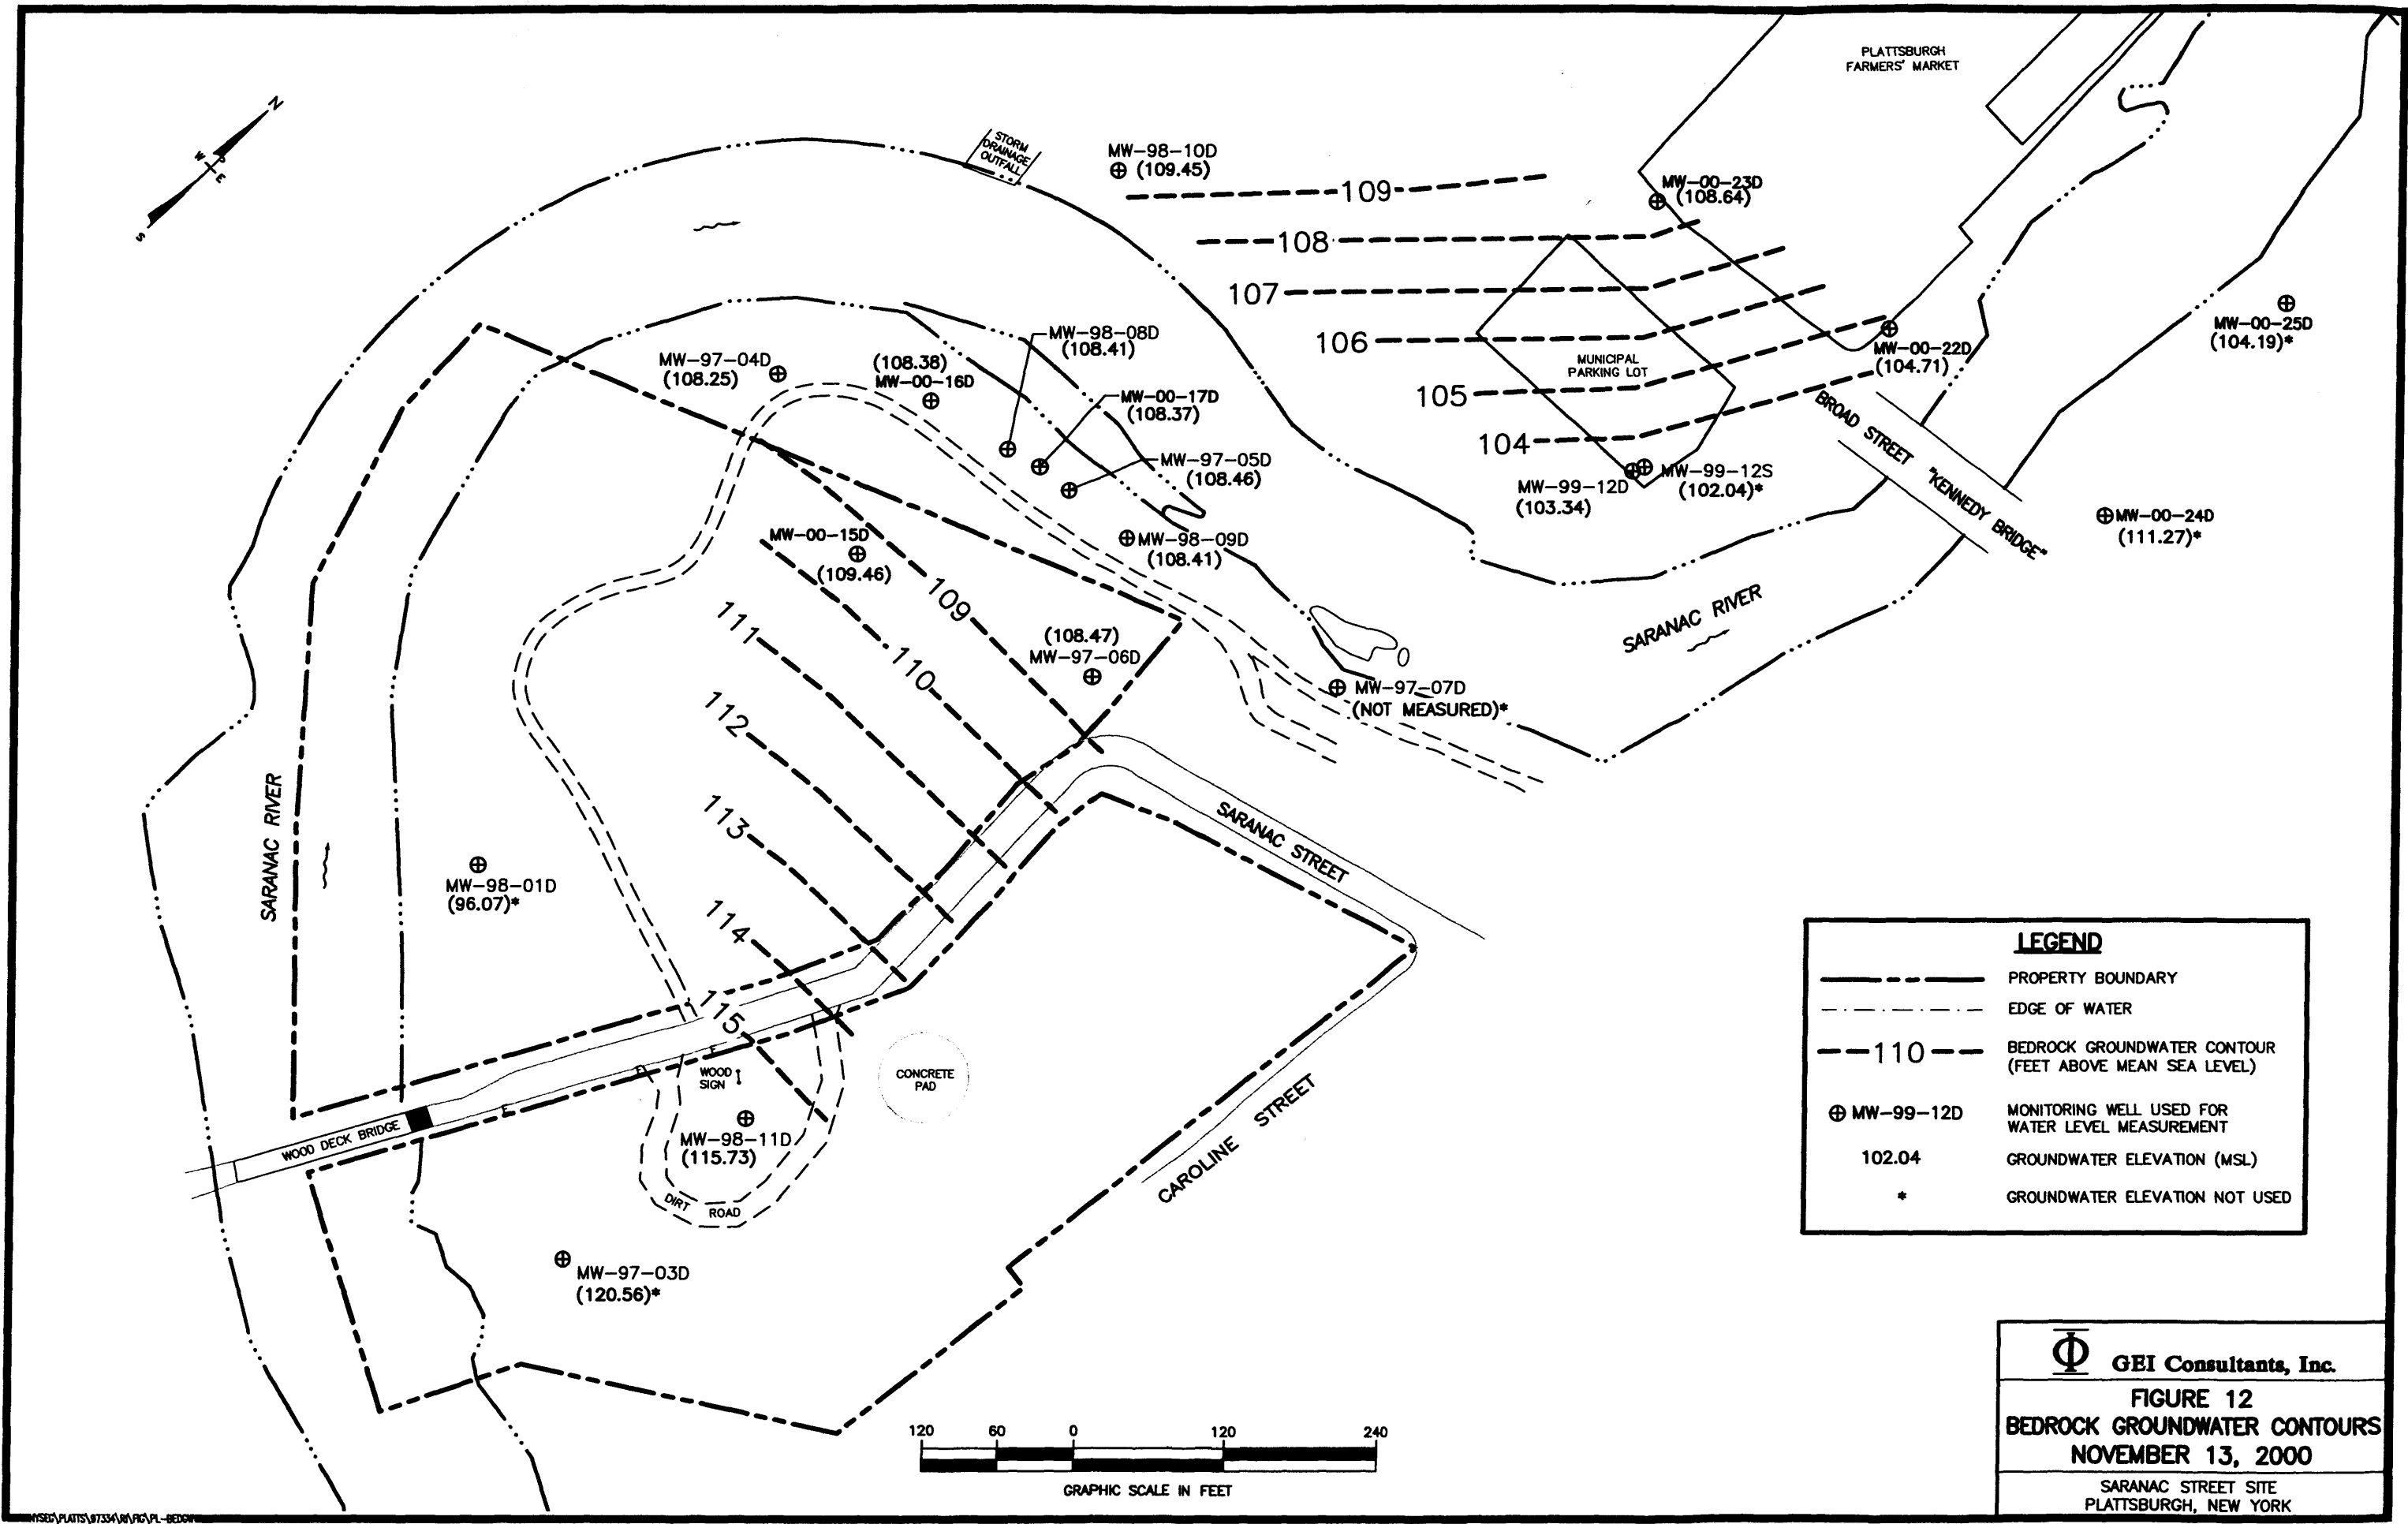 N
W
P
E
S
STORM
DRAINAGE
OUTFALL
PLATTSBURGH
FARMERS' MARKET
MW-98-10D
(109.45)
109
MW-00-23D
(108.64)
108
107
106
105
104
MUNICIPAL
PARKING LOT
MW-00-22D
(104.71)
MW-00-25D
(104.19)*
MW-97-04D
(108.25)
(108.38)
MW-00-16D
MW-98-08D
(108.41)
MW-00-17D
(108.37)
MW-97-05D
(108.46)
MW-98-09D
(108.41)
MW-99-12D
(103.34)
MW-99-12S
(102.04)*
BROAD STREET "KENNEDY BRIDGE"
MW-00-24D
(111.27)*
MW-00-15D
(109.46)
109
110
111
112
113
114
115
(108.47)
MW-97-06D
MW-97-07D
(NOT MEASURED)*
SARANAC RIVER
SARANAC RIVER
SARANAC STREET
MW-98-01D
(96.07)*
WOOD
SIGN
F
F
F
CONCRETE
PAD
WOOD DECK BRIDGE
MW-98-11D
(115.73)
DIRT ROAD
CAROLINE STREET
MW-97-03D
(120.56)*
LEGEND
PROPERTY BOUNDARY
EDGE OF WATER
110
BEDROCK GROUNDWATER CONTOUR
(FEET ABOVE MEAN SEA LEVEL)
MW-99-12D
MONITORING WELL USED FOR
WATER LEVEL MEASUREMENT
102.04
GROUNDWATER ELEVATION (MSL)
*
GROUNDWATER ELEVATION NOT USED
120 60 0 120 240
GRAPHIC SCALE IN FEET
GEI Consultants, Inc.
FIGURE 12
BEDROCK GROUNDWATER CONTOURS
NOVEMBER 13, 2000
SARANAC STREET SITE
PLATTSBURGH, NEW YORK